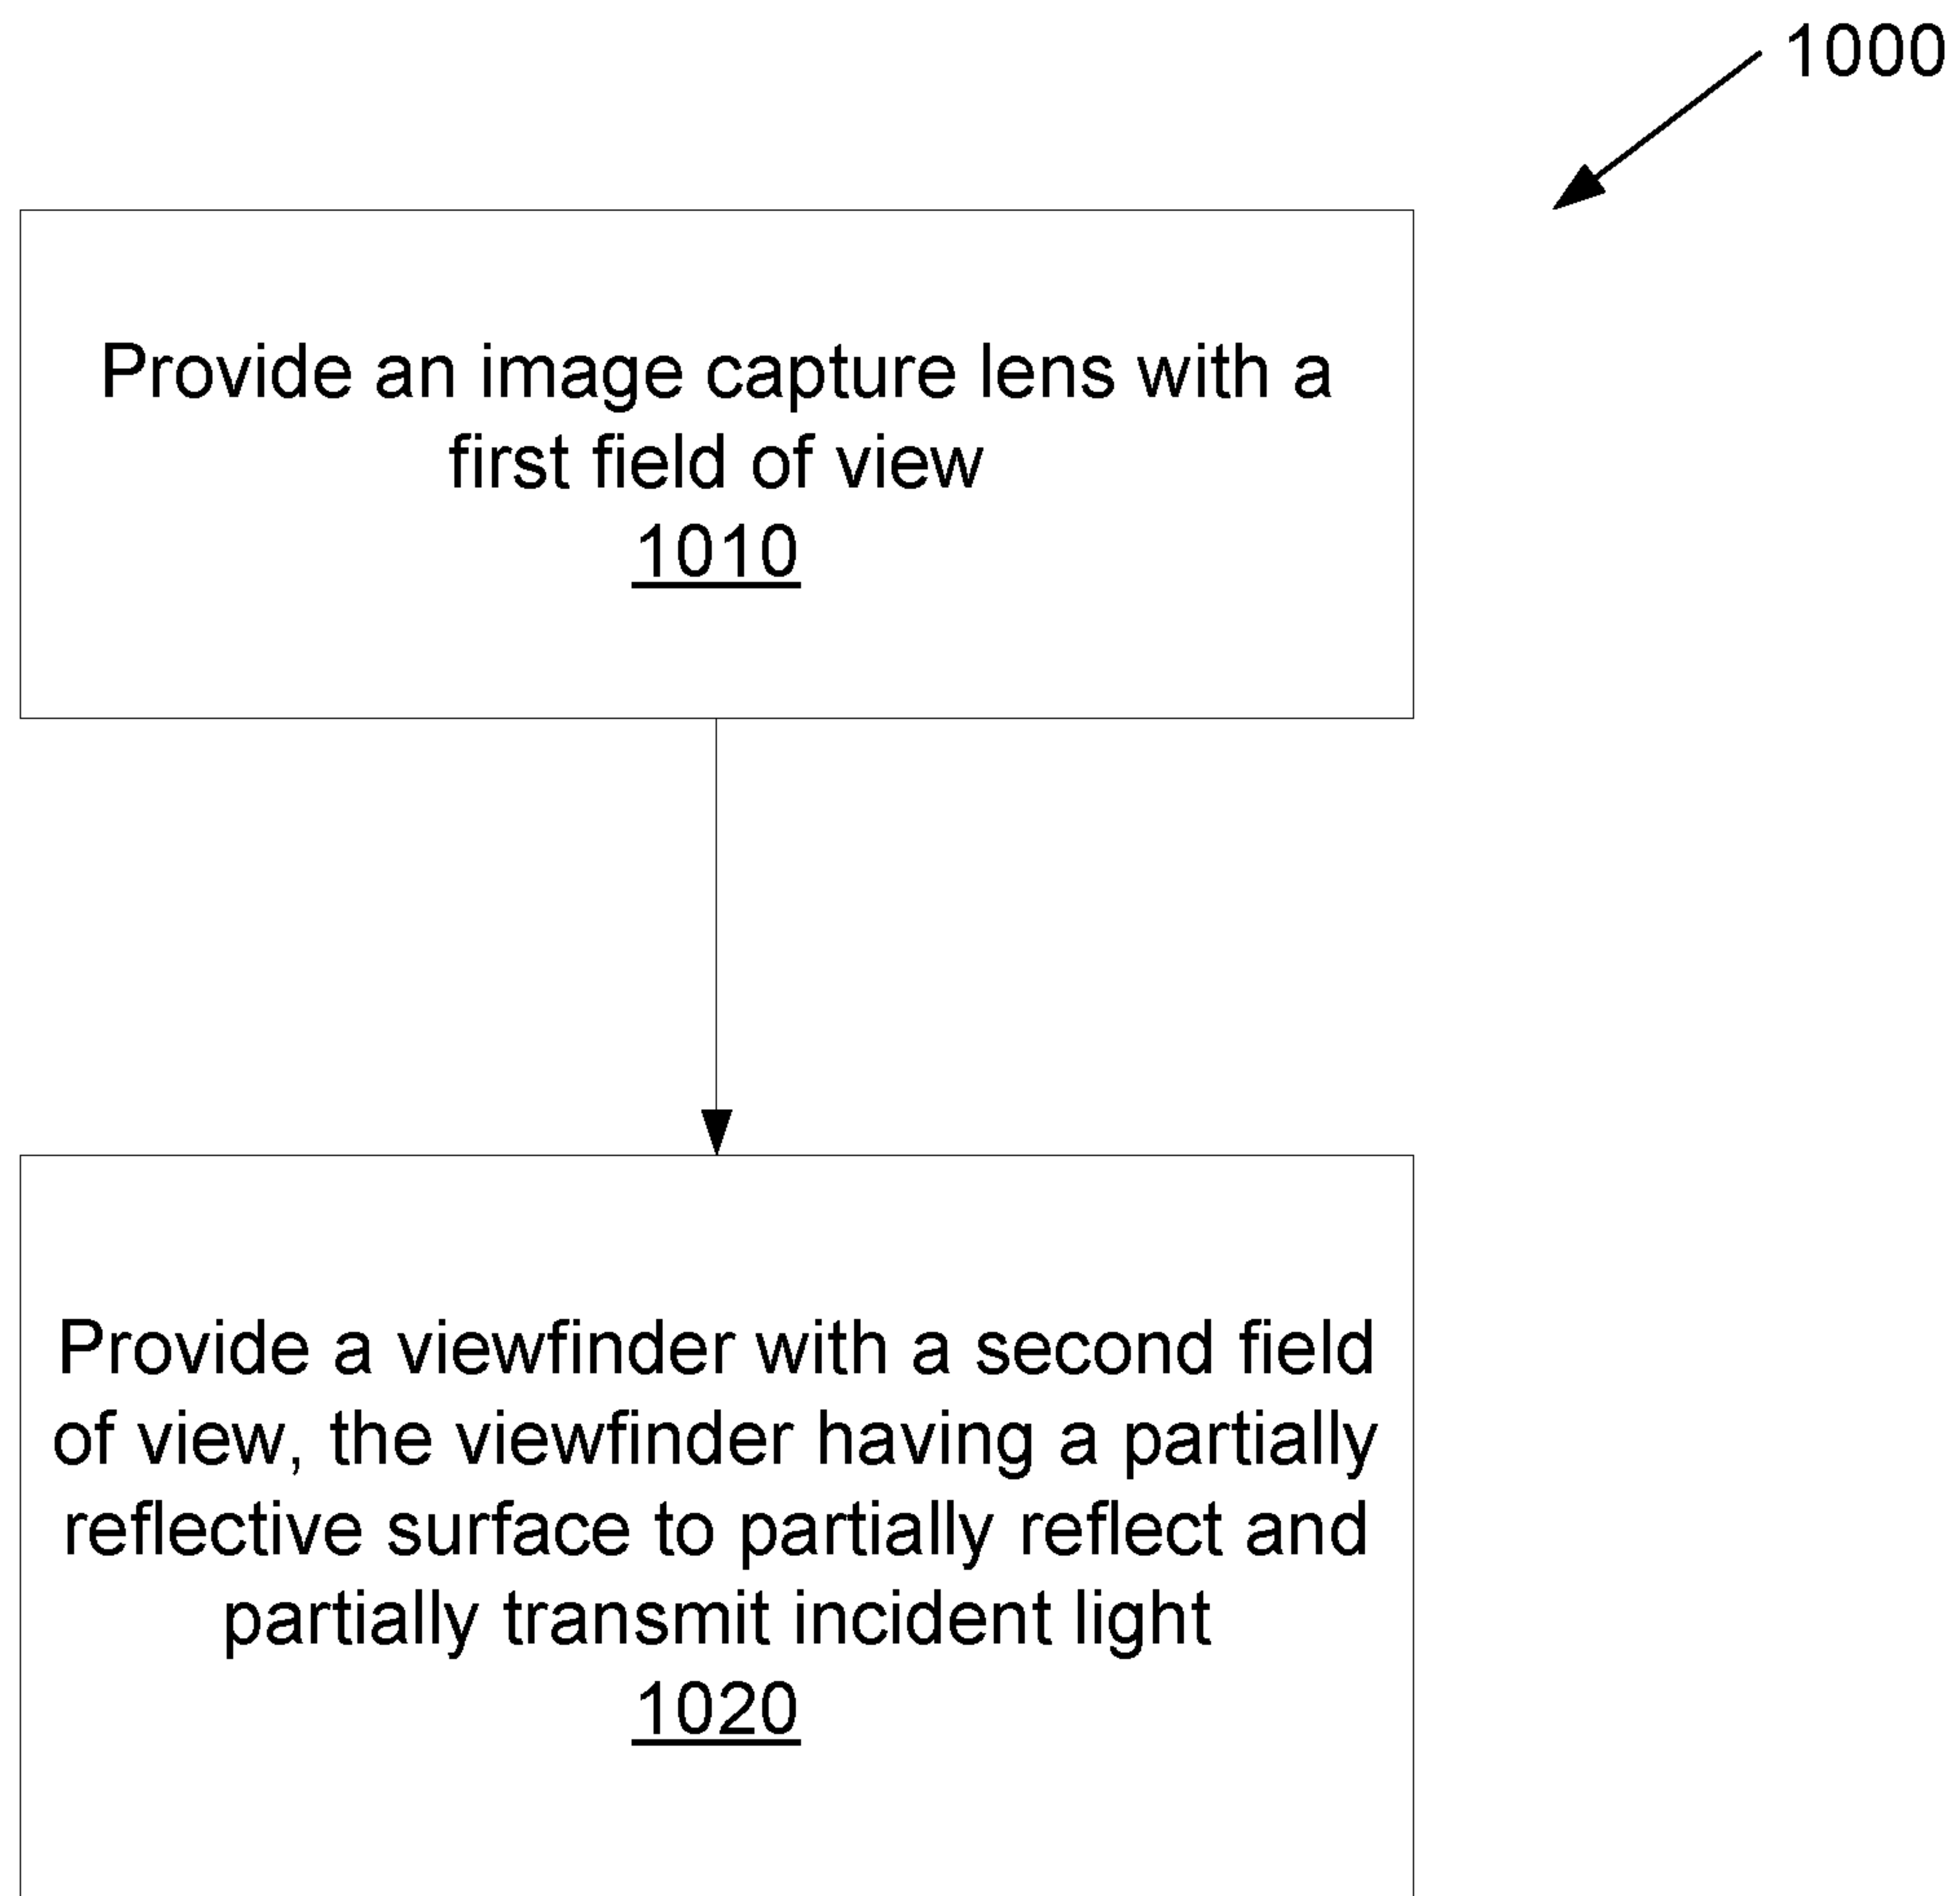 1000
Provide an image capture lens with a
first field of view
1010
Provide a viewfinder with a second field
of view, the viewfinder having a partially
reflective surface to partially reflect and
partially transmit incident light
1020